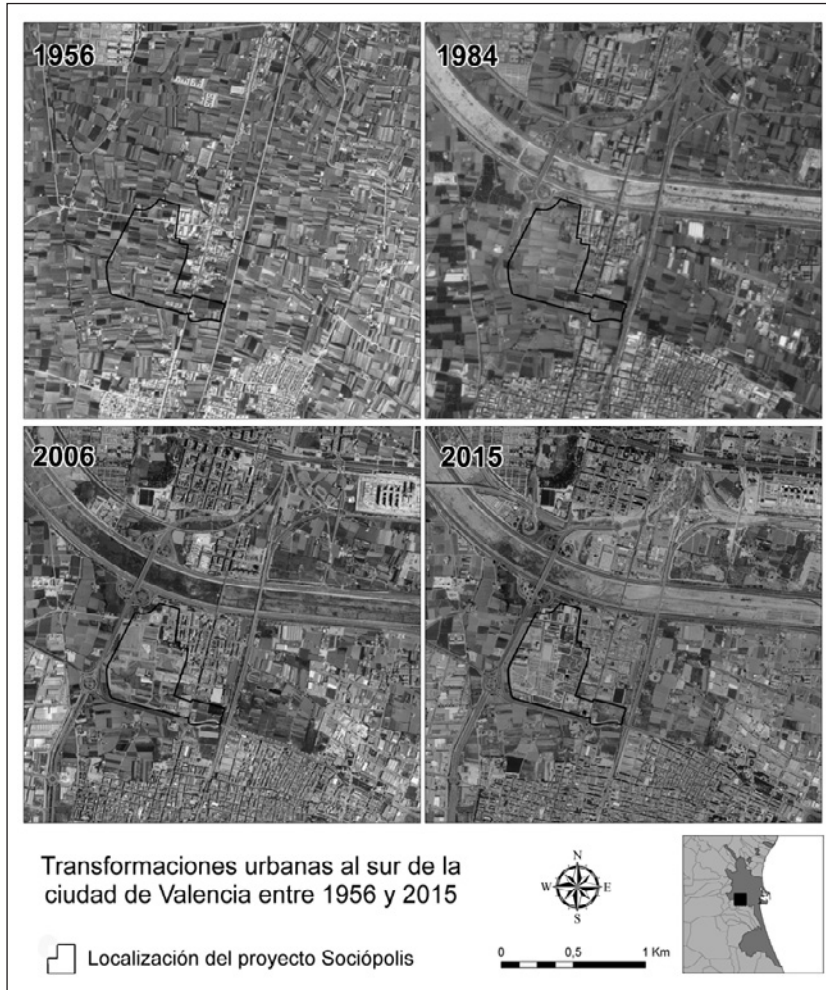 1956
1984
2006
2015
Transformaciones urbanas al sur de la
ciudad de Valencia entre 1956 y 2015
N
W E
S
Localización del proyecto Sociópolis
0 0,5 1 Km